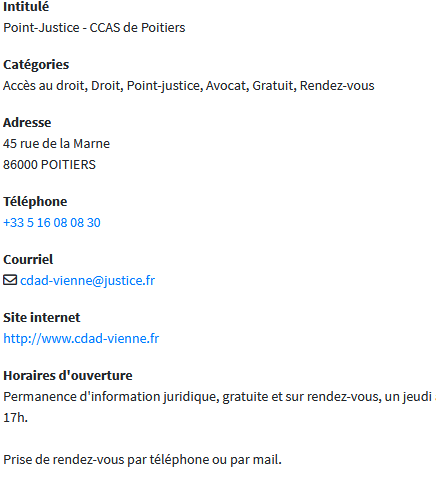 Intitulé
Point-Justice - CCAS de Poitiers
Catégories
Accès au droit, Droit, Point-justice, Avocat, Gratuit, Rendez-vous
Adresse
45 rue de la Marne
86000 POITIERS
Téléphone
+33 5 16 08 08 30
Courriel
cdad-vienne@justice.fr
Site internet
http://www.cdad-vienne.fr
Horaires d'ouverture
Permanence d'information juridique, gratuite et sur rendez-vous, un jeudi
17h.
Prise de rendez-vous par téléphone ou par mail.